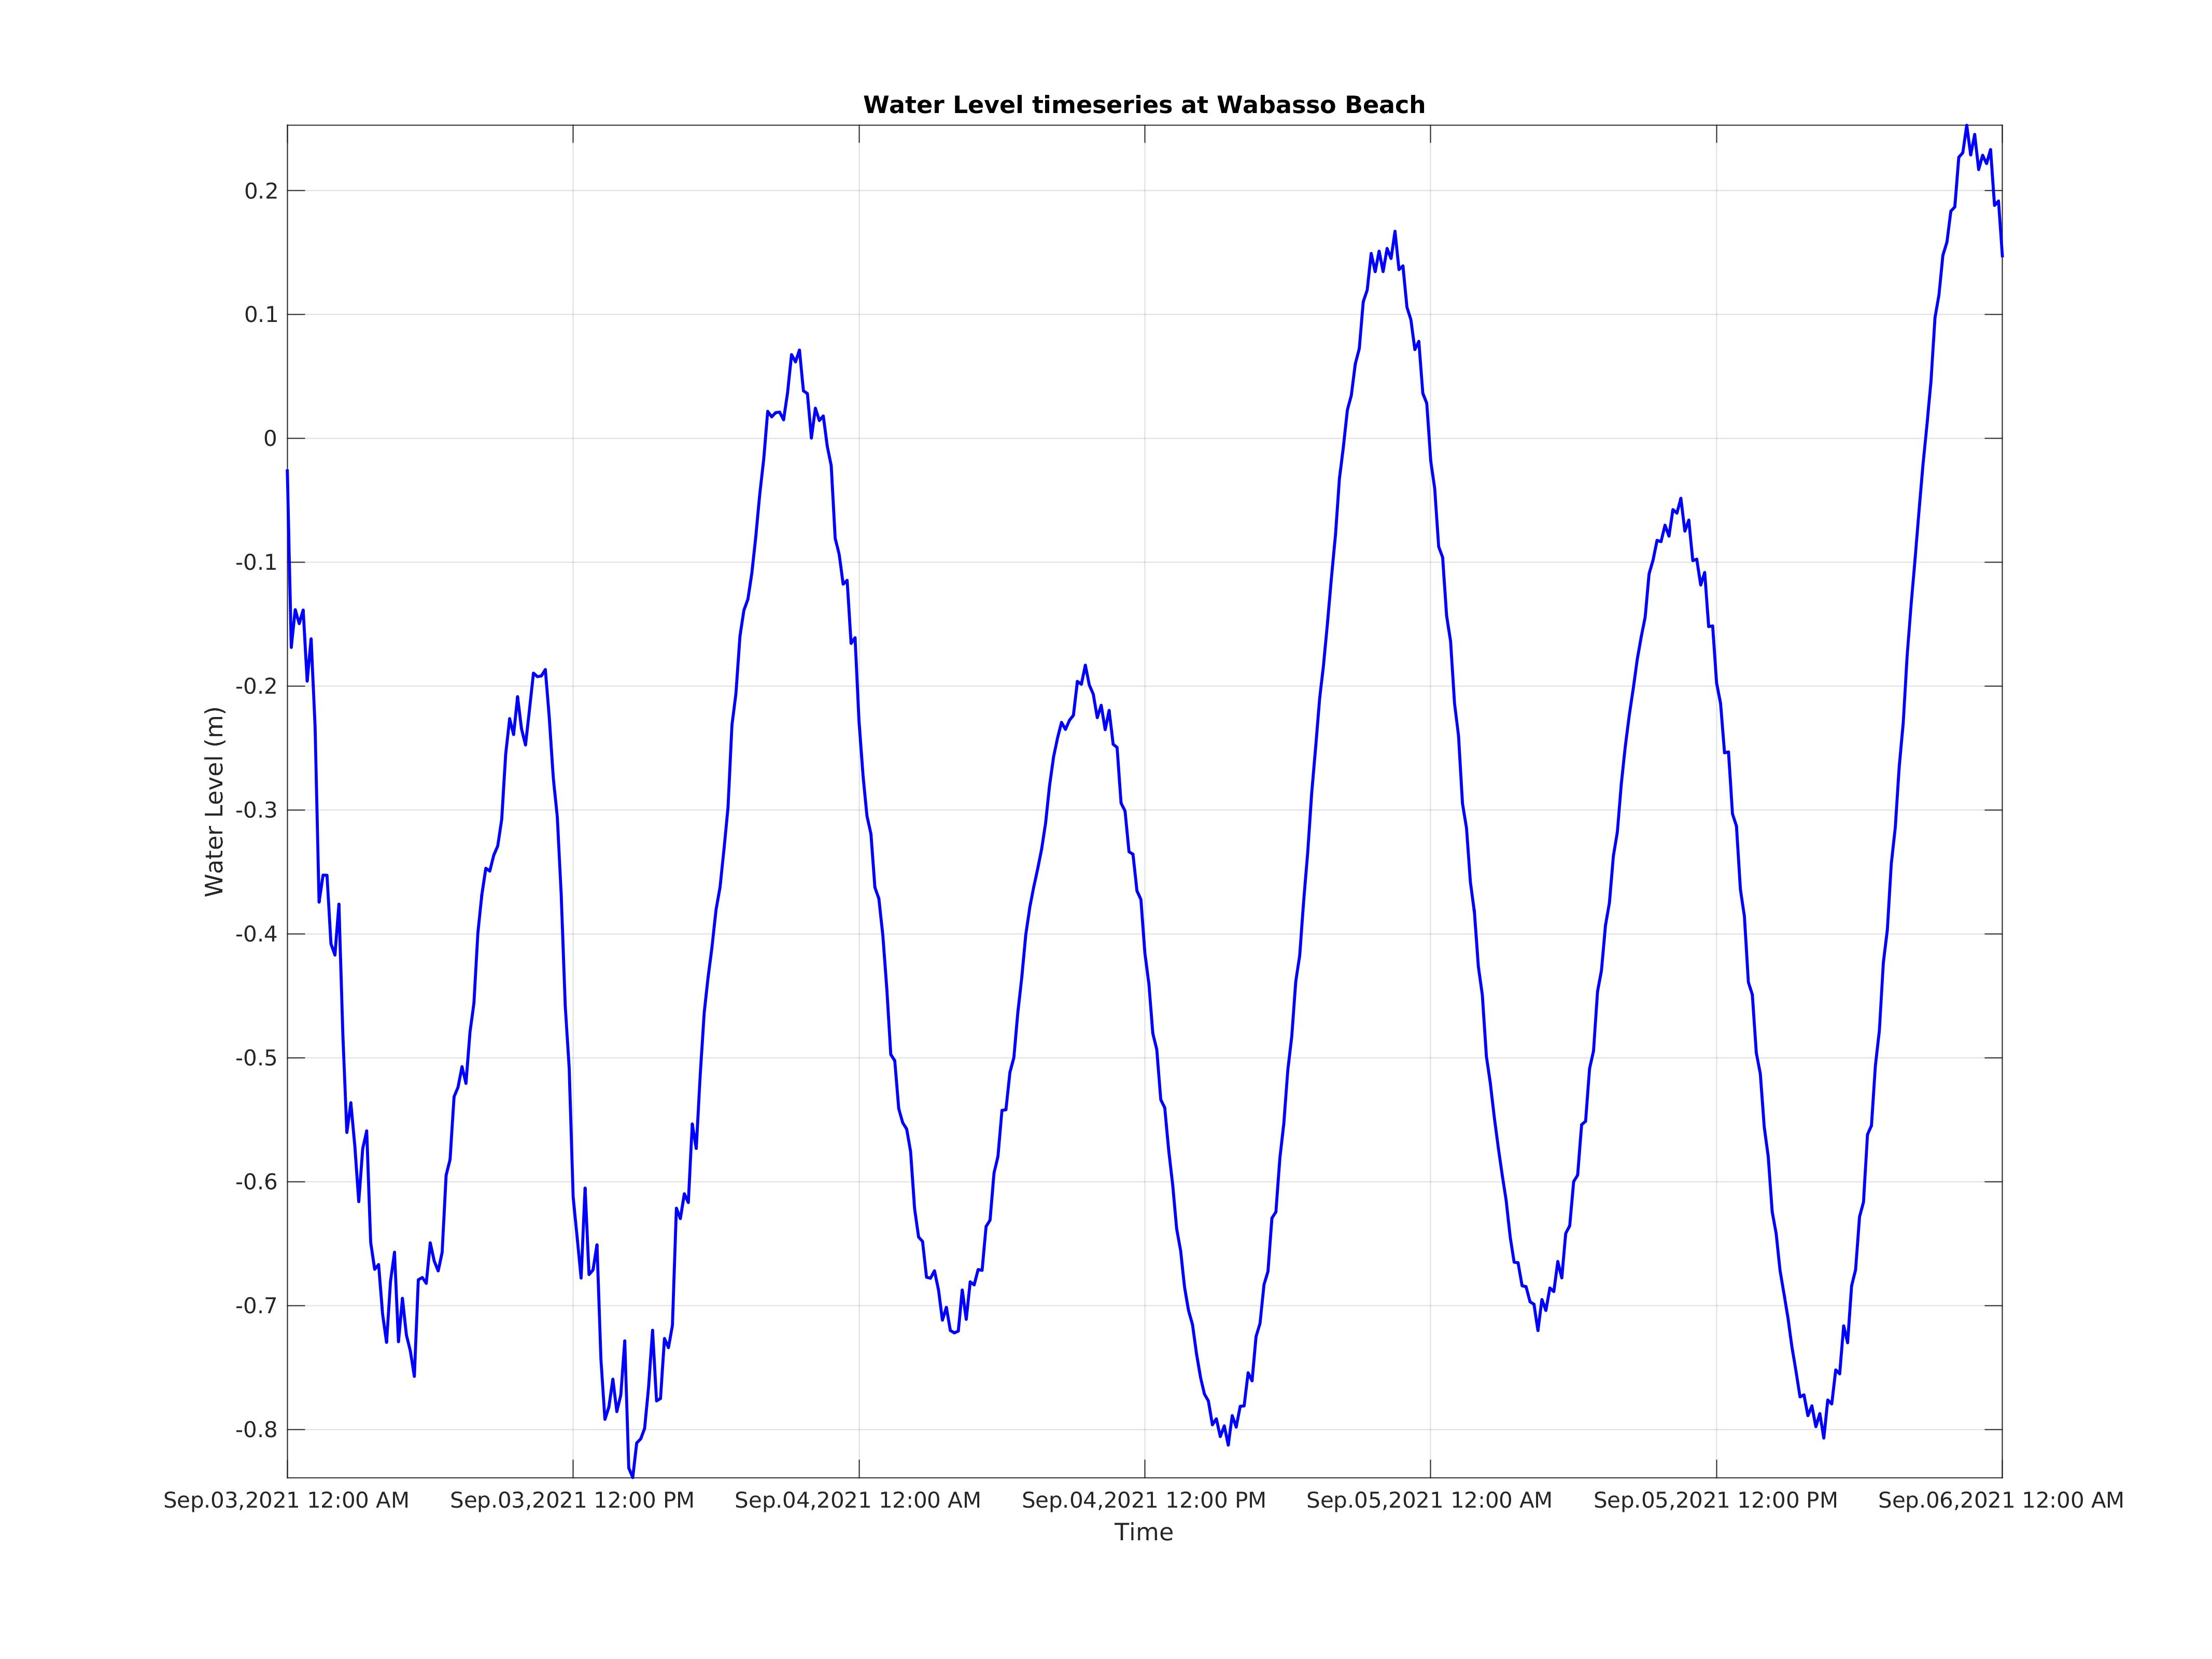 Water Level timeseries at Wabasso Beach
0.2
0.1
0
-0.1
-0.2
-0.3
-0.4
-0.5
-0.6
-0.7
-0.8
Water Level (m)
Sep.03,2021 12:00 AM Sep.03,2021 12:00 PM Sep.04,2021 12:00 AM Sep.04,2021 12:00 PM Sep.05,2021 12:00 AM Sep.05,2021 12:00 PM Sep.06,2021 12:00 AM
Time